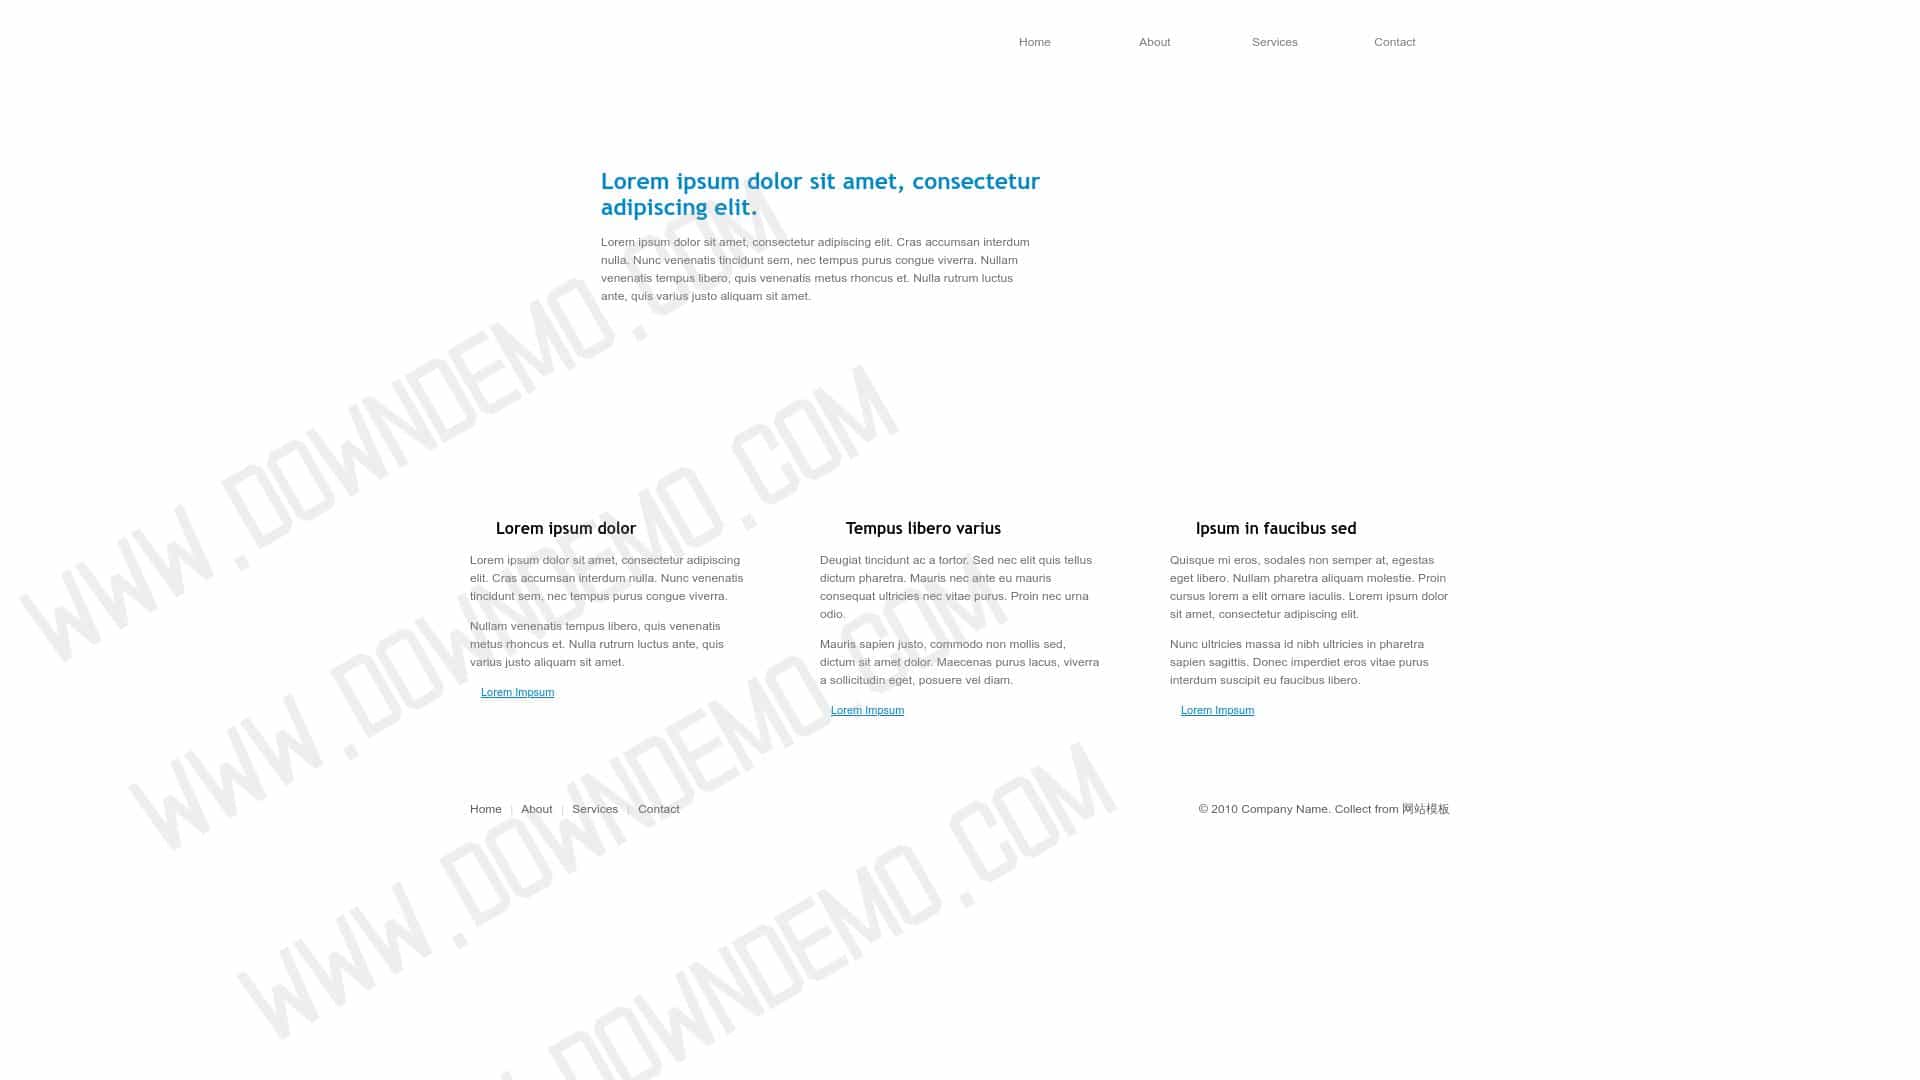 Home
About
Services
Contact
Lorem ipsum dolor sit amet, consectetur
adipiscing elit.
Lorem ipsum dolor sit amet, consectetur adipiscing elit. Cras accumsan interdum
nulla. Nunc venenatis tincidunt sem, nec tempus purus congue viverra. Nullam
venenatis tempus libero, quis venenatis metus rhoncus et. Nulla rutrum luctus
ante, quis varius justo aliquam sit amet.
Lorem ipsum dolor
Lorem ipsum dolor sit amet, consectetur adipiscing
elit. Cras accumsan interdum nulla. Nunc venenatis
tincidunt sem, nec tempus purus congue viverra.
Nullam venenatis tempus libero, quis venenatis
metus rhoncus et. Nulla rutrum luctus ante, quis
varius justo aliquam sit amet.
Lorem Impsum
Tempus libero varius
Deugiat tincidunt ac a tortor. Sed nec elit quis tellus
dictum pharetra. Mauris nec ante eu mauris
consequat ultricies nec vitae purus. Proin nec urna
odio.
Mauris sapien justo, commodo non mollis sed,
dictum sit amet dolor. Maecenas purus lacus, viverra
a sollicitudin eget, posuere vei diam.
Lorem Impsum
Ipsum in faucibus sed
Quisque mi eros, sodales non semper at, egestas
eget libero. Nullam pharetra aliquam molestie. Proin
cursus lorem a elit ornare iaculis. Lorem ipsum dolor
sit amet, consectetur adipiscing elit.
Nunc ultricies massa id nibh ultricies in pharetra
sapien sagittis. Donec imperdiet eros vitae purus
interdum suscipit eu faucibus libero.
Lorem Impsum
Home | About | Services | Contact
© 2010 Company Name. Collect from 网站模板
WWW.DOWNDEMO.COM
WWW.DOWNDEMO.COM
WWW.DOWNDEMO.COM
DOWNDEMO.COM